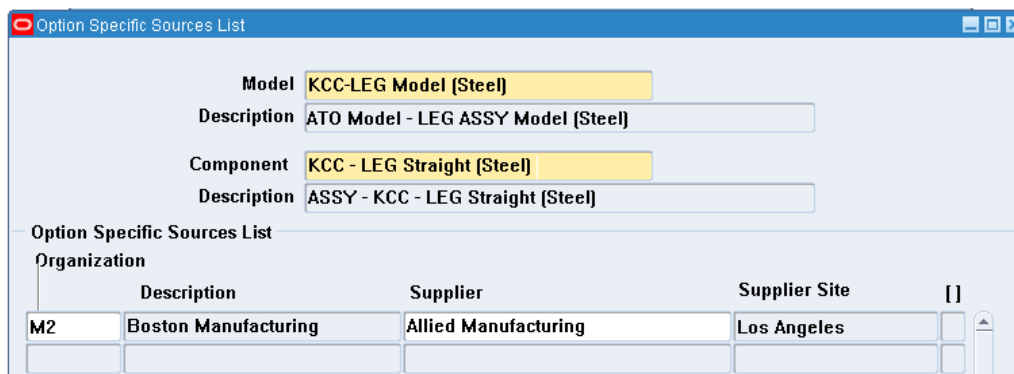 Option Specific Sources List
Model KCC-LEG Model (Steel)
Description ATO Model - LEG ASSY Model (Steel)
Component KCC - LEG Straight (Steel)
Description ASSY - KCC - LEG Straight (Steel)
Option Specific Sources List
Organization
Description Supplier Supplier Site [ ]
M2 Boston Manufacturing Allied Manufacturing Los Angeles